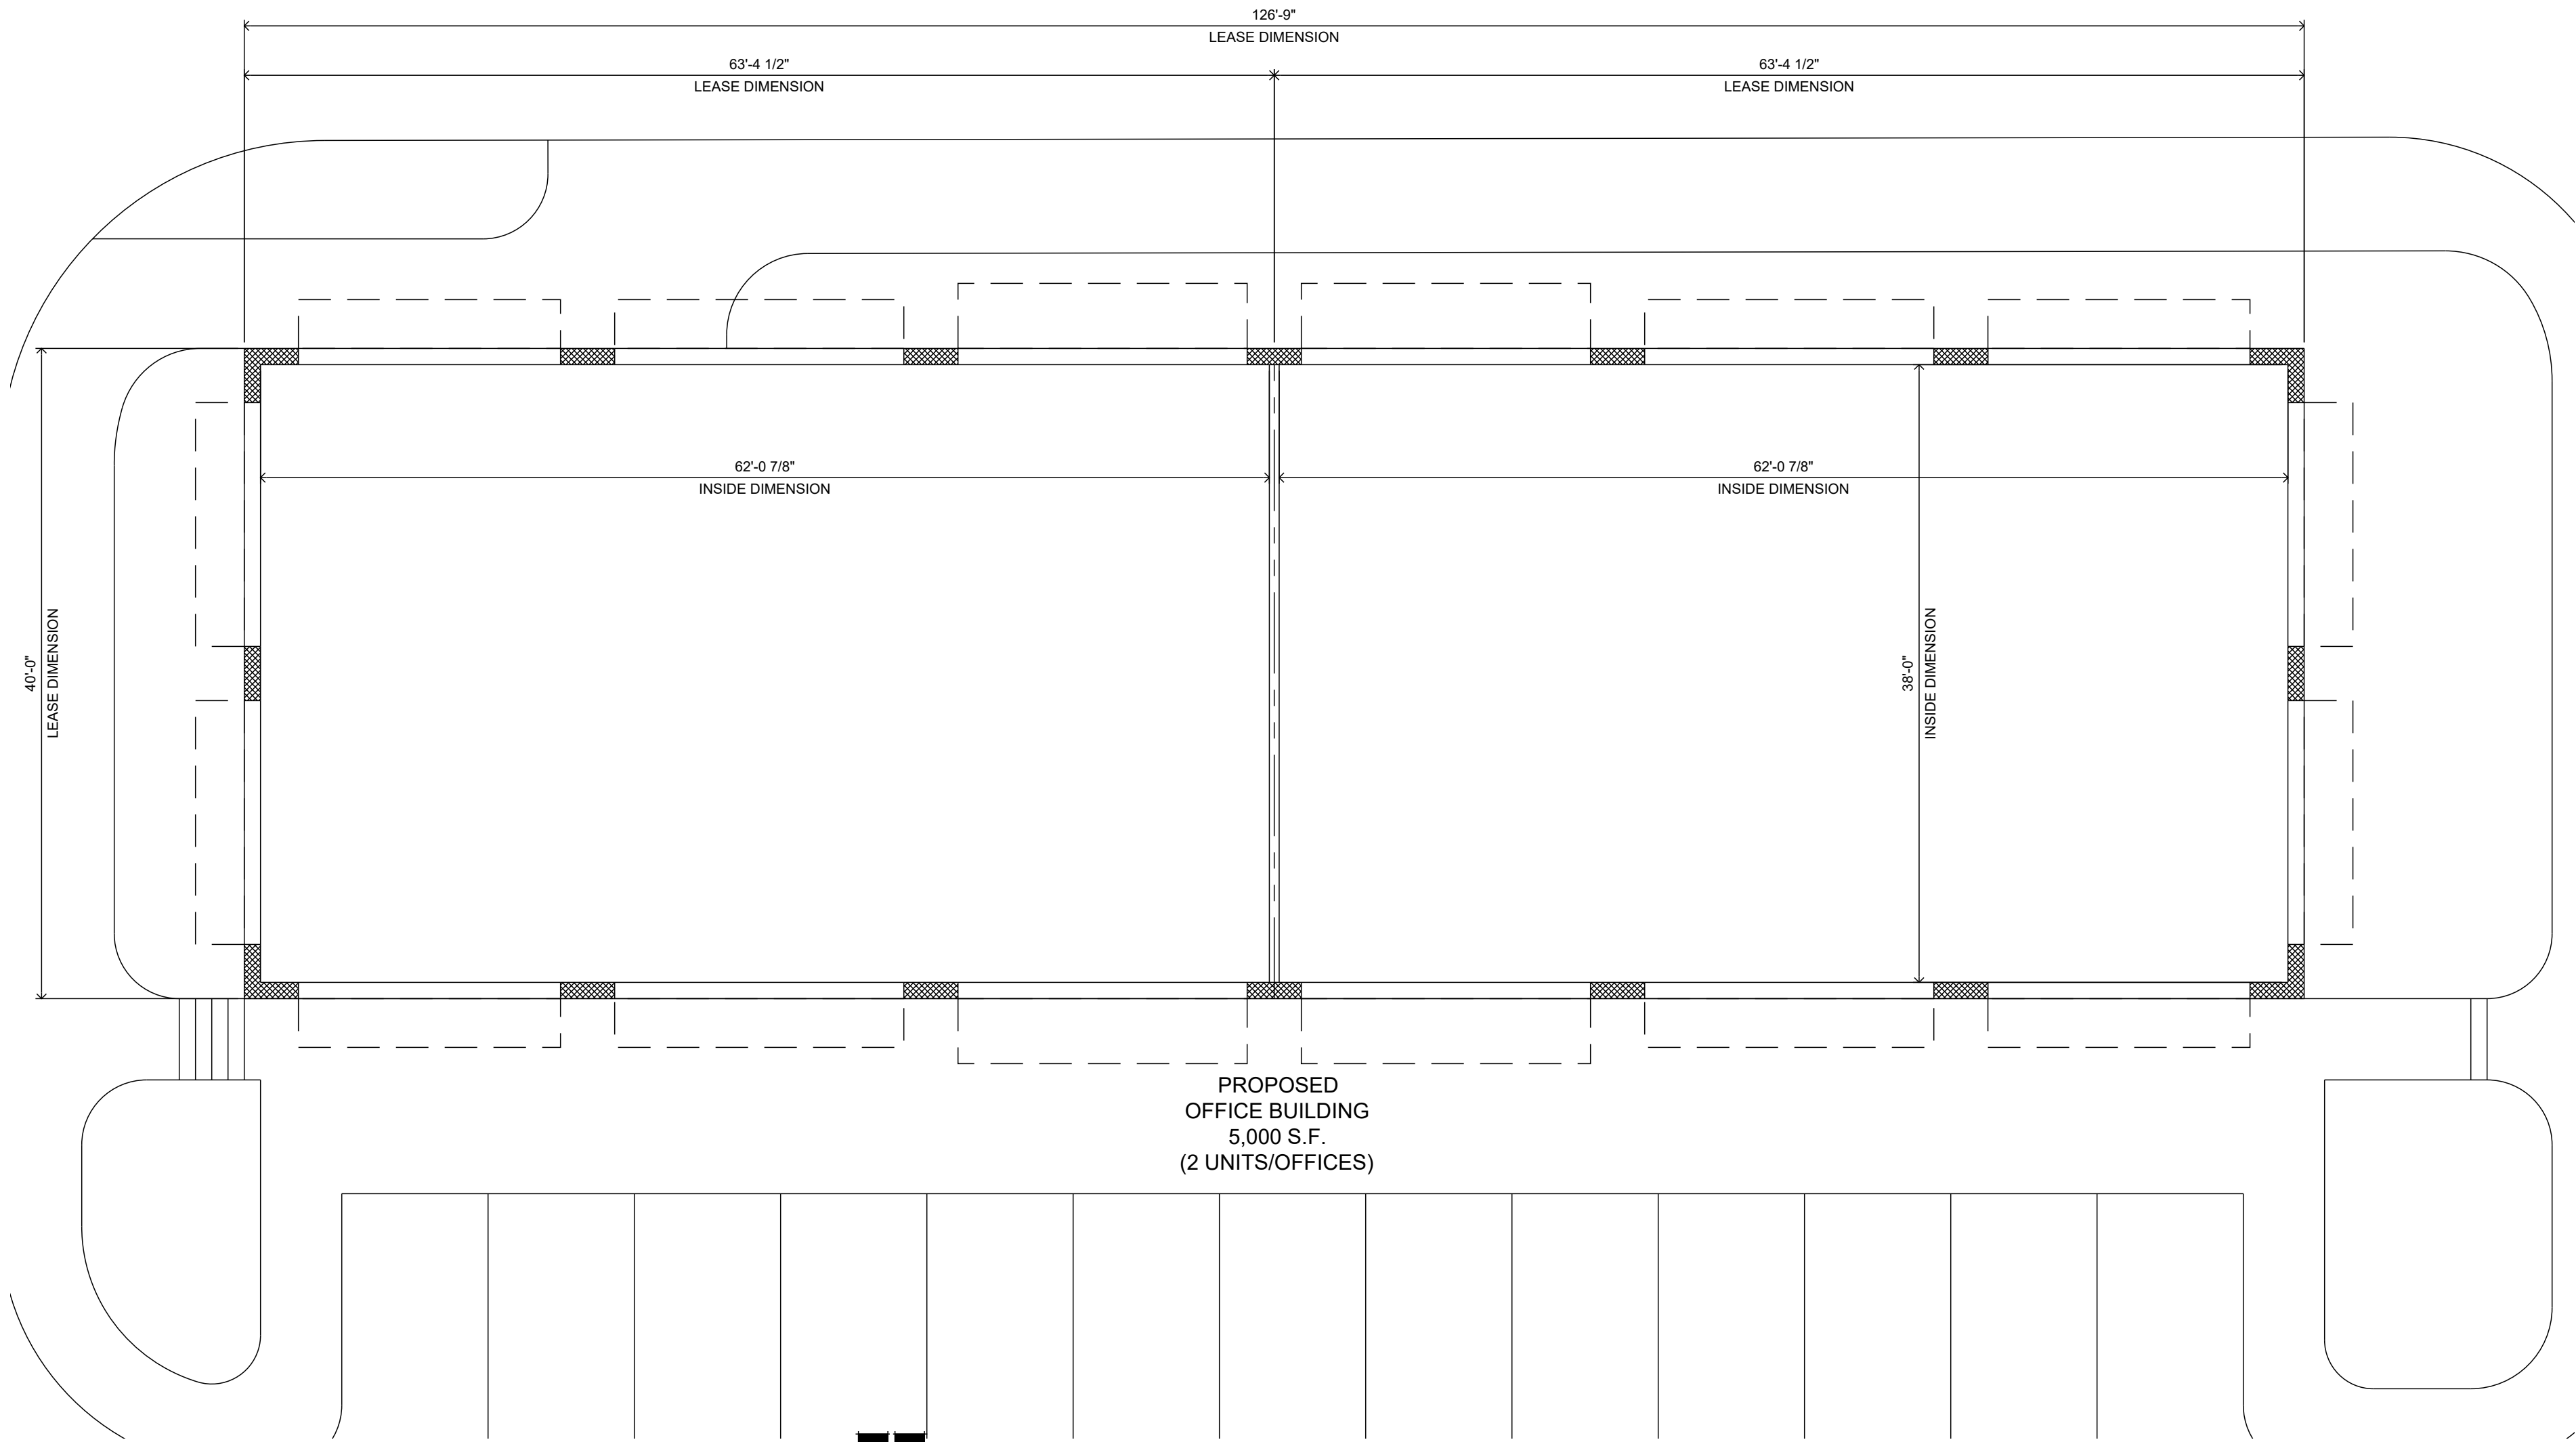 126'-9"
LEASE DIMENSION
63'-4 1/2"
LEASE DIMENSION
63'-4 1/2"
LEASE DIMENSION
62'-0 7/8"
INSIDE DIMENSION
62'-0 7/8"
INSIDE DIMENSION
40'-0"
LEASE DIMENSION
38'-0"
INSIDE DIMENSION
PROPOSED
OFFICE BUILDING
5,000 S.F.
(2 UNITS/OFFICES)